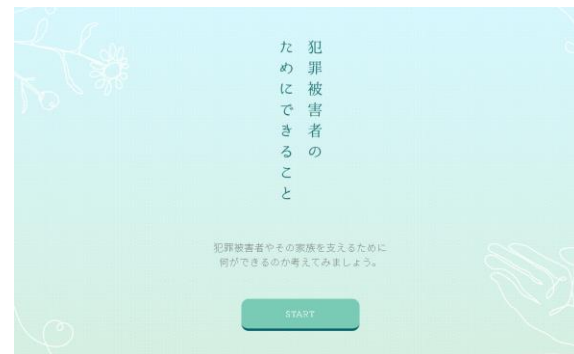 犯罪被害者の
ためにできること
犯罪被害者やその家族を支えるために
何ができるのか考えてみましょう。
START